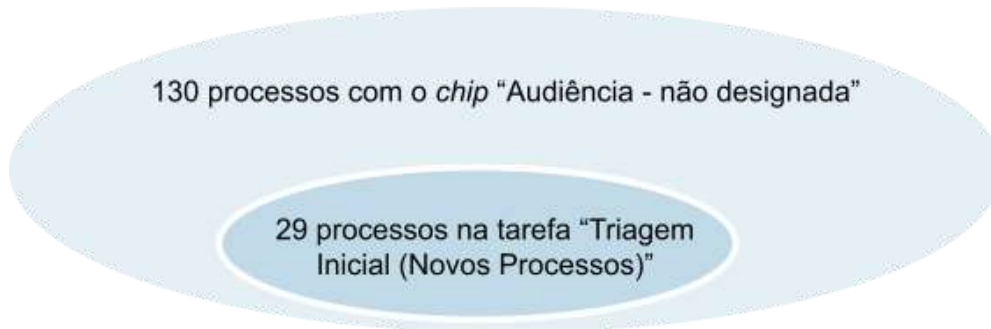 130 processos com o chip “Audiência - não designada”
29 processos na tarefa “Triagem
Inicial (Novos Processos)”